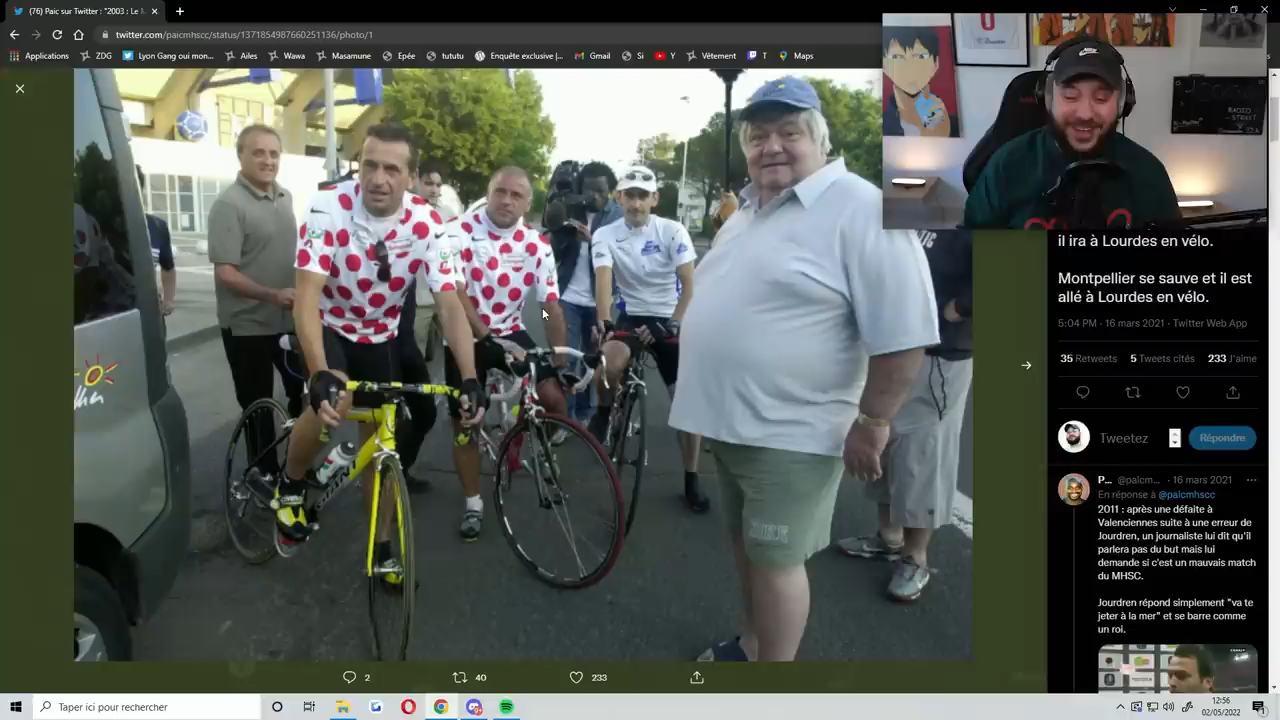 (76) Paic sur Twitter : "2003 : Le M
twitter.com/paicmhscc/status/1371854987660251136/photo/1
Applications ZDG Lyon Gang oui mon... Ailes Wawa Masamune Epée tututu Enquête exclusive |... Gmail Si Y Vêtement T Maps
il ira à Lourdes en vélo.
Montpellier se sauve et il est
allé à Lourdes en vélo.
5:04 PM · 16 mars 2021 · Twitter Web App
35 Retweets 5 Tweets cités 233 J'aime
Tweetez Répondre
P... @paicm... · 16 mars 2021
En réponse à @paicmhscc
2011 : après une défaite à
Valenciennes suite à une erreur de
Jourdren, un journaliste lui dit qu'il
parlera pas du but mais lui
demande si c'est un mauvais match
du MHSC.
Jourdren répond simplement "va te
jeter à la mer" et se barre comme
un roi.
2 40 233
Taper ici pour rechercher
12:56
02/05/2022